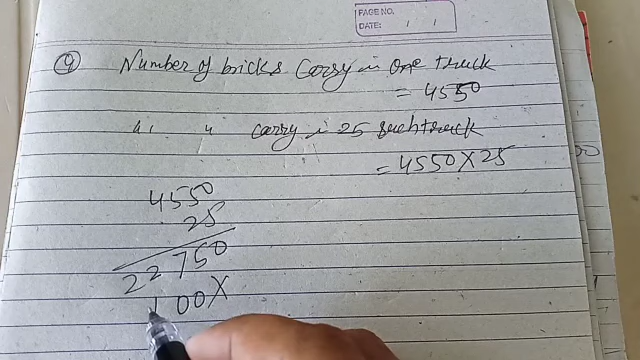 PAGE NO.
DATE: / /
9 Number of bricks Carry in One truck
= 4550
" " carry in 25 such truck
= 4550 X 25
4550
25
22750
100X